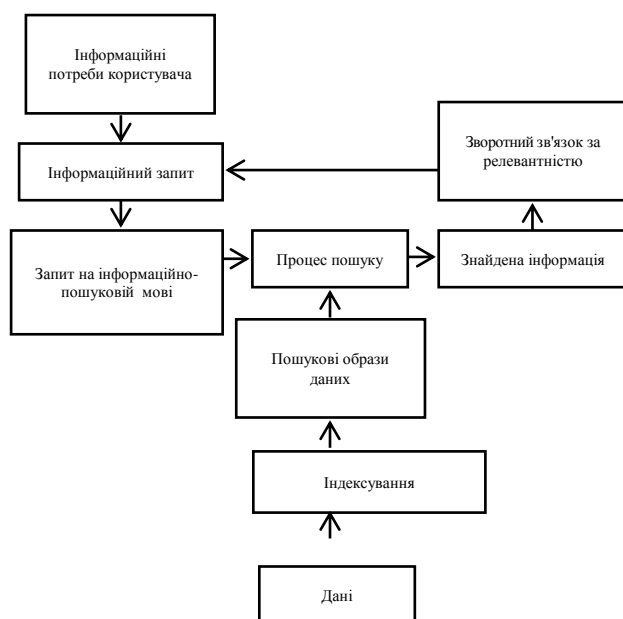 Інформаційні
потреби користувача
Інформаційний запит
Зворотний зв'язок за
релевантністю
Запит на інформаційно-
пошуковій мові
Процес пошуку
Знайдена інформація
Пошукові образи
даних
Індексування
Дані